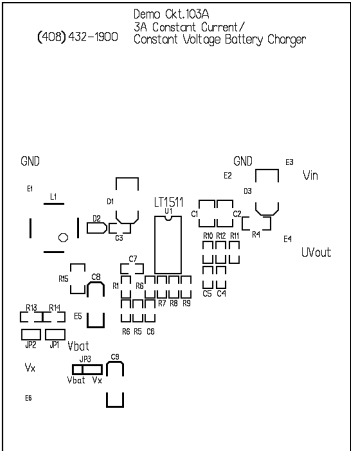 Demo Ckt.103A
3A Constant Current/
(408) 432-1900 Constant Voltage Battery Charger
GND GND E3
E2 Vin
E1 L1 D1 D3
LT1511
U1
D2 C3 C1 C2 R4
E4
R10 R12 R11
UVout
C7
R15 C8 R1 R6 R7 R8 R9
C5 C4
R13 R14 E5
R6 R5 C6
JP2 JP1 Vbat
Vx JP3 C9
Vbat Vx
E6